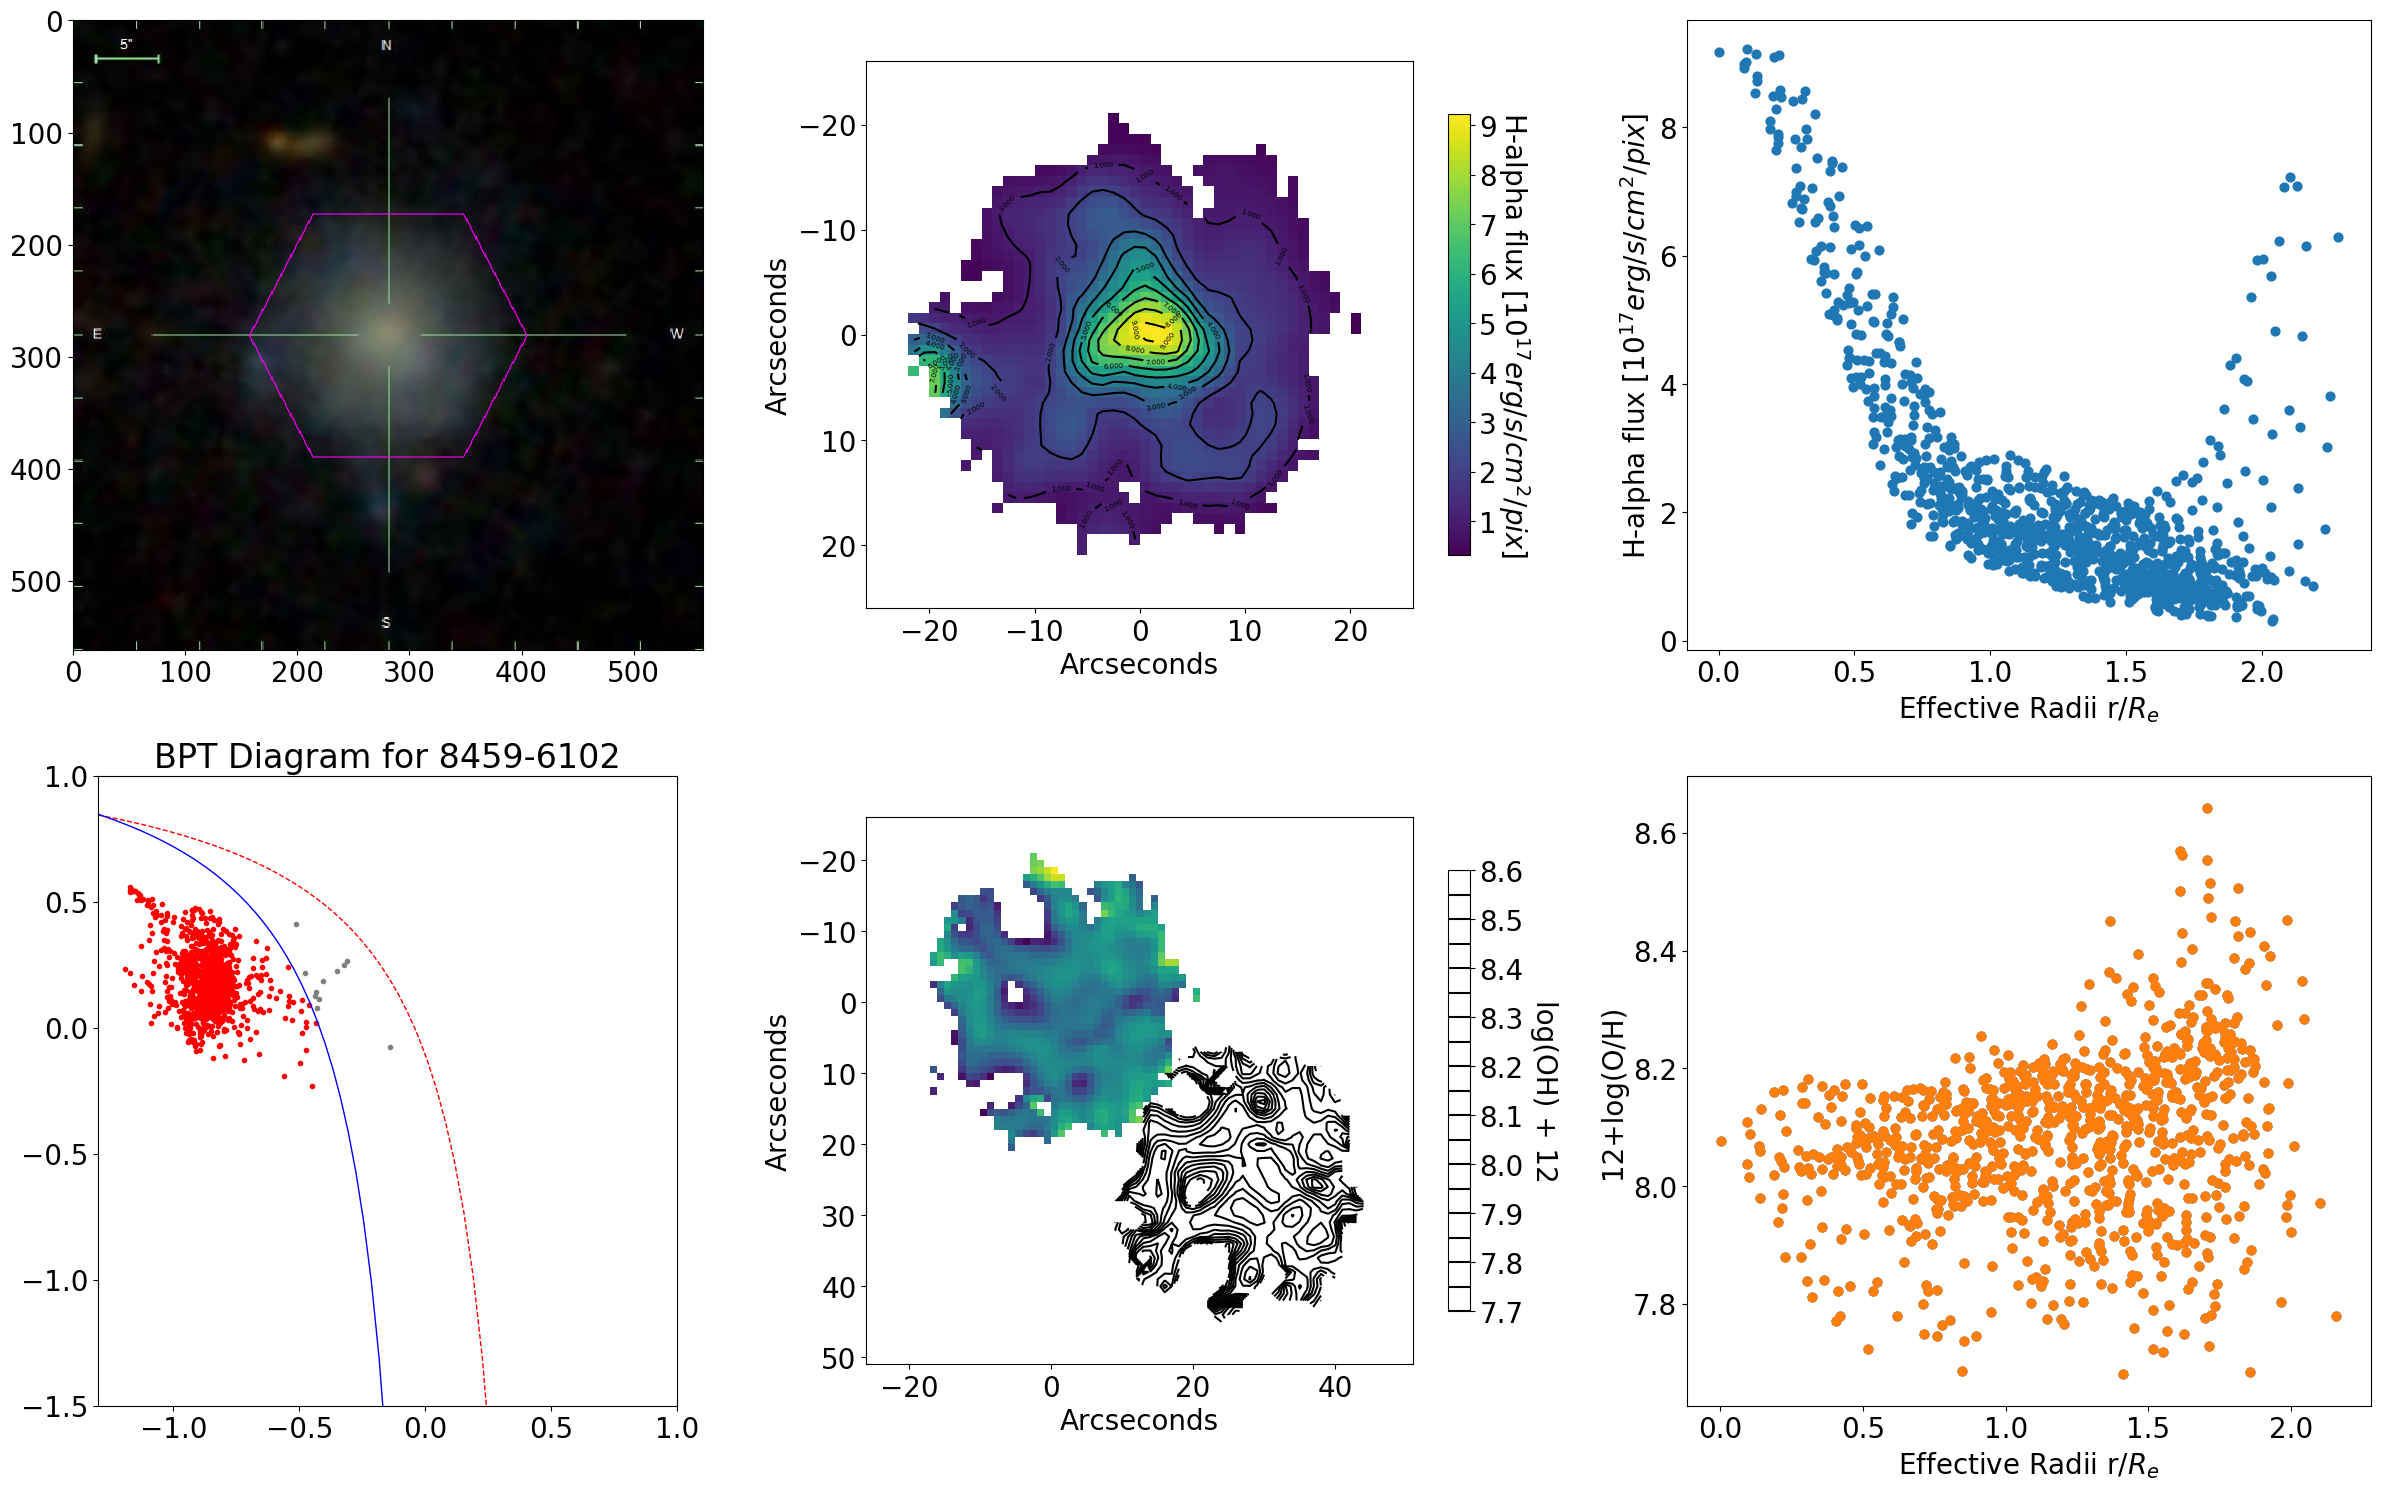 0
100
200
300
400
500
0 100 200 300 400 500
5"
N
E
W
S
−20
−10
0
10
20
−20 −10 0 10 20
Arcseconds
Arcseconds
9
8
7
6
5
4
3
2
1
H-alpha flux [10^17 erg/s/cm^2/pix]
H-alpha flux [10^17 erg/s/cm^2/pix]
8
6
4
2
0
0.0 0.5 1.0 1.5 2.0
Effective Radii r/R_e
BPT Diagram for 8459-6102
1.0
0.5
0.0
−0.5
−1.0
−1.5
−1.0 −0.5 0.0 0.5 1.0
Arcseconds
−20
−10
0
10
20
30
40
50
−20 0 20 40
Arcseconds
8.6
8.5
8.4
8.3
8.2
8.1
8.0
7.9
7.8
7.7
log(OH) + 12
12+log(O/H)
8.6
8.4
8.2
8.0
7.8
0.0 0.5 1.0 1.5 2.0
Effective Radii r/R_e